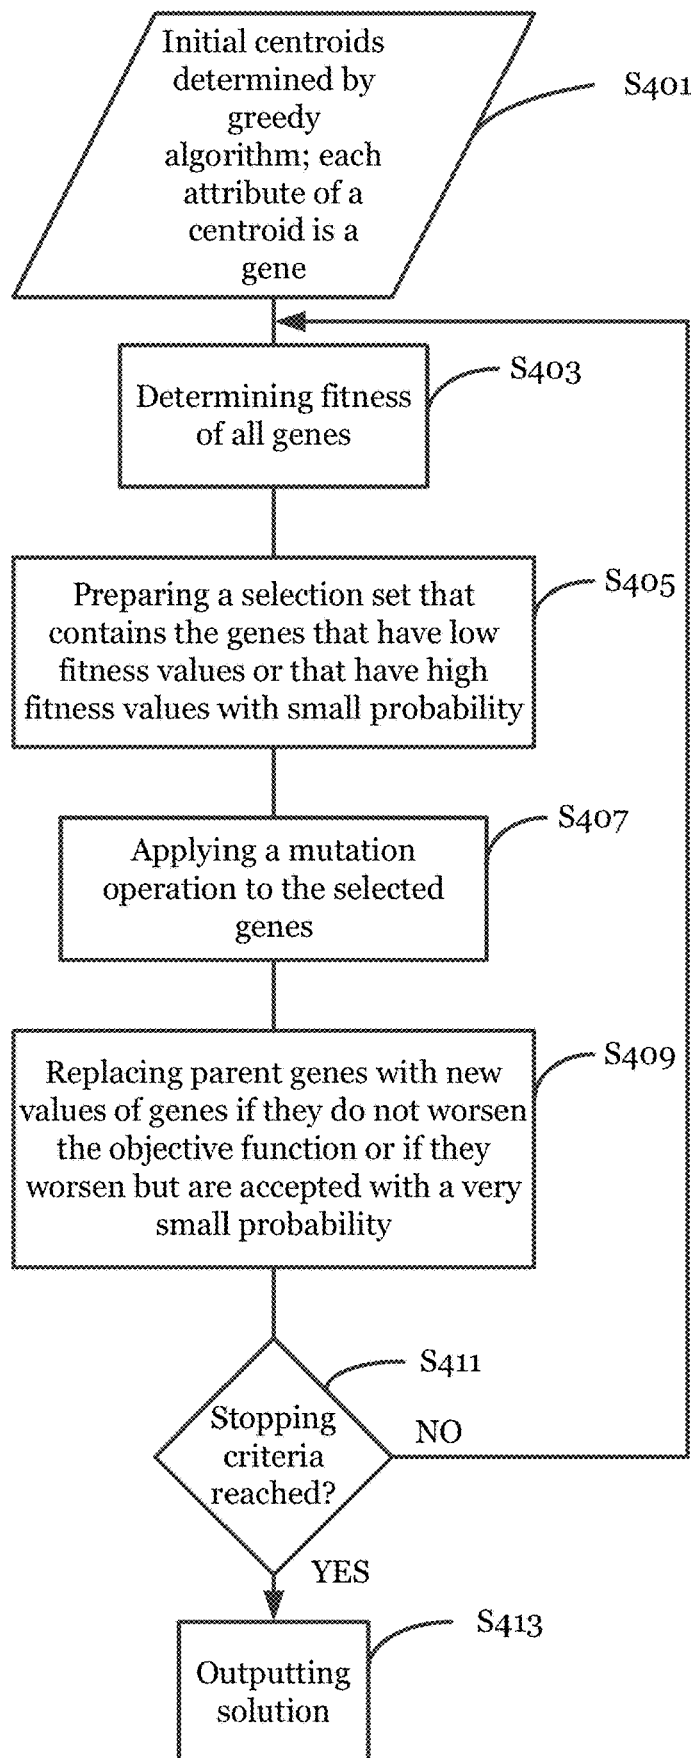 Initial centroids
determined by
greedy
algorithm; each
attribute of a
centroid is a
gene
S401
Determining fitness
of all genes
S403
Preparing a selection set that
contains the genes that have low
fitness values or that have high
fitness values with small probability
S405
Applying a mutation
operation to the selected
genes
S407
Replacing parent genes with new
values of genes if they do not worsen
the objective function or if they
worsen but are accepted with a very
small probability
S409
Stopping
criteria
reached?
S411
NO
YES
Outputting
solution
S413